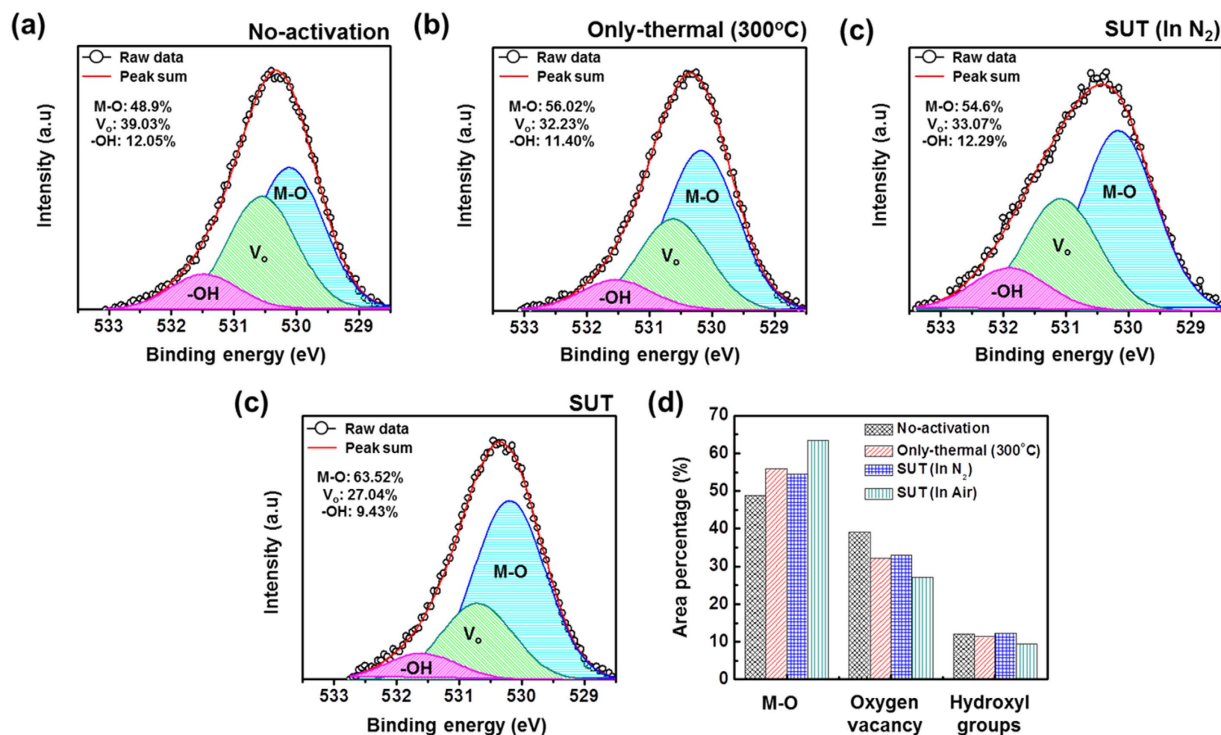 (a)
No-activation
Raw data
Peak sum
M-O: 48.9%
Vₒ: 39.03%
-OH: 12.05%
M-O
Vₒ
-OH
Intensity (a.u)
533 532 531 530 529
Binding energy (eV)
(b)
Only-thermal (300°C)
Raw data
Peak sum
M-O: 56.02%
Vₒ: 32.23%
-OH: 11.40%
M-O
Vₒ
-OH
Intensity (a.u)
533 532 531 530 529
Binding energy (eV)
(c)
SUT (In N₂)
Raw data
Peak sum
M-O: 54.6%
Vₒ: 33.07%
-OH: 12.29%
M-O
Vₒ
-OH
Intensity (a.u)
533 532 531 530 529
Binding energy (eV)
(c)
SUT
Raw data
Peak sum
M-O: 63.52%
Vₒ: 27.04%
-OH: 9.43%
M-O
Vₒ
-OH
Intensity (a.u)
533 532 531 530 529
Binding energy (eV)
(d)
No-activation
Only-thermal (300°C)
SUT (In N₂)
SUT (In Air)
Area percentage (%)
70
60
50
40
30
20
10
0
M-O
Oxygen
vacancy
Hydroxyl
groups